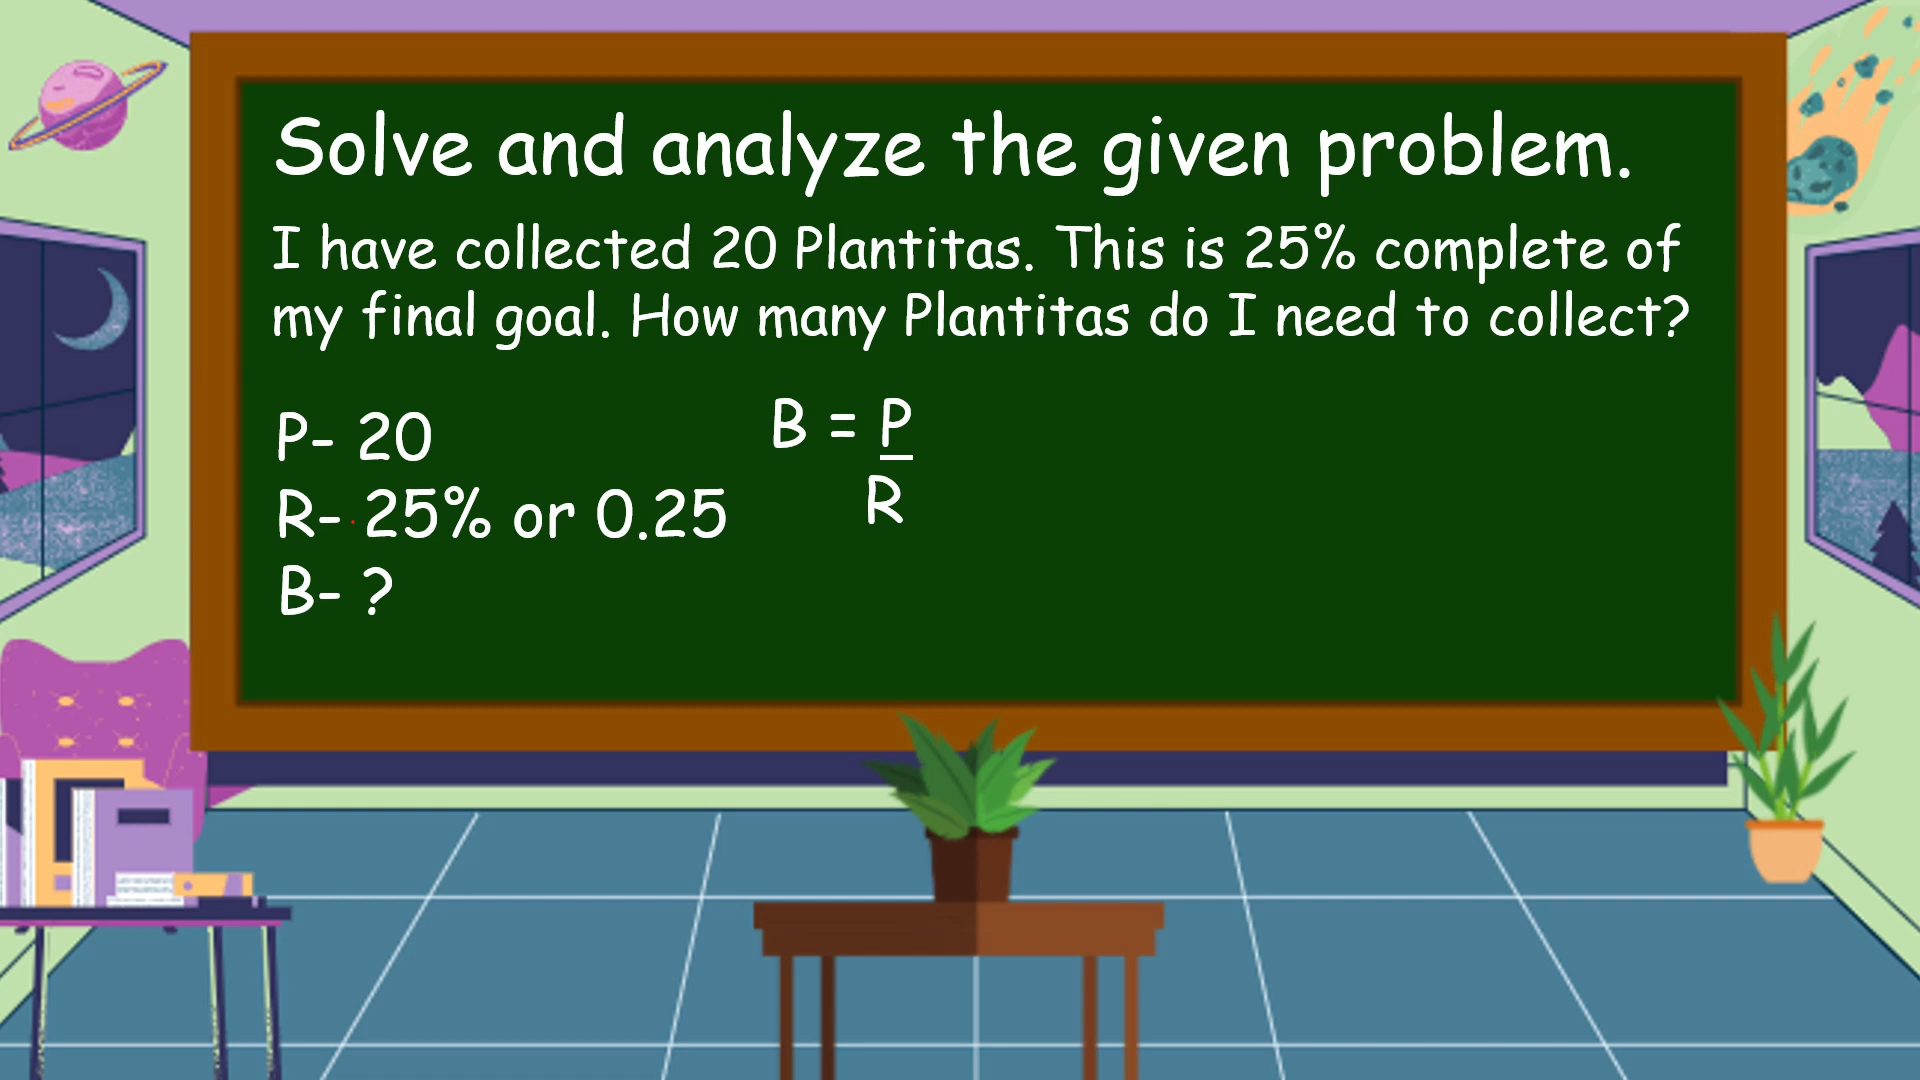 Solve and analyze the given problem.
I have collected 20 Plantitas. This is 25% complete of
my final goal. How many Plantitas do I need to collect?
P- 20
R- 25% or 0.25
B- ?
B = P
R